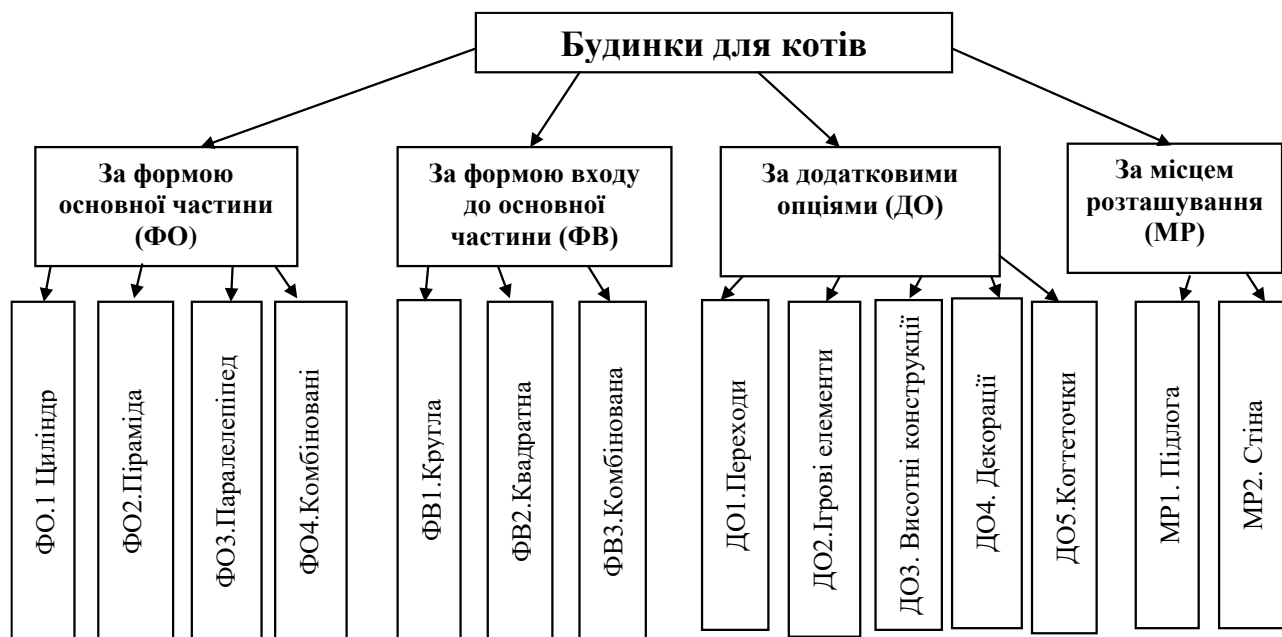 Будинки для котів
За формою
основної частини
(ФО)
За формою входу
до основної
частини (ФВ)
За додатковими
опціями (ДО)
За місцем
розташування
(МР)
ФО.1 Циліндр
ФО2.Піраміда
ФО3.Паралелепіпед
ФО4.Комбіновані
ФВ1.Кругла
ФВ2.Квадратна
ФВ3.Комбінована
ДО1.Переходи
ДО2.Ігрові елементи
ДО3. Висотні конструкції
ДО4. Декорації
ДО5.Когтеточки
МР1. Підлога
МР2. Стіна